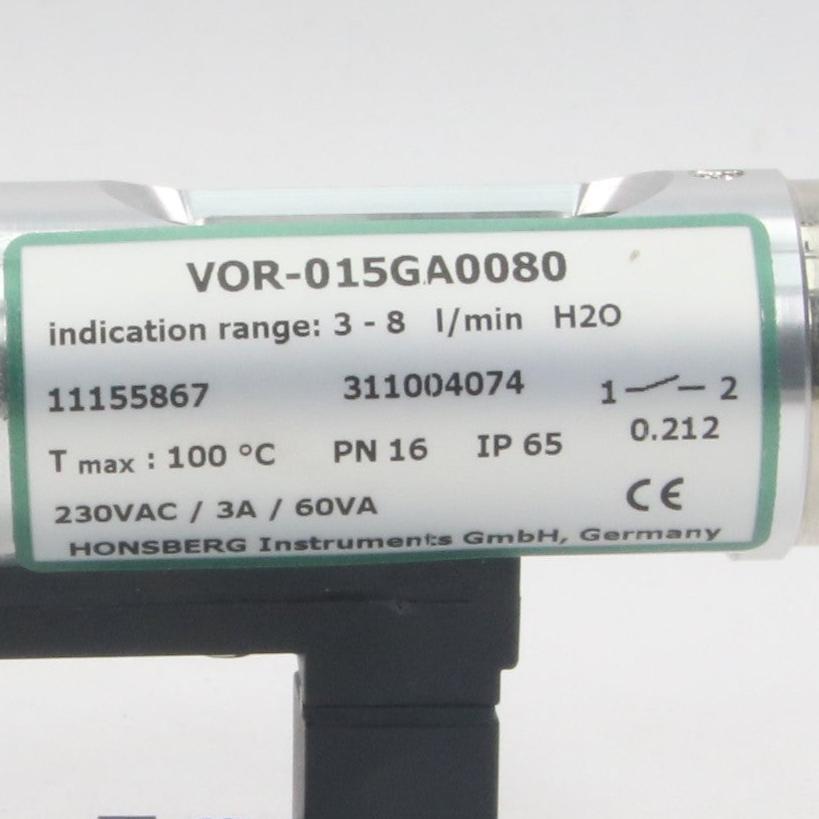 VOR-015GA0080
indication range: 3 - 8 l/min H2O
11155867 311004074 1 2
0.212
T max : 100 °C PN 16 IP 65
230VAC / 3A / 60VA CE
HONSBERG Instruments GmbH, Germany